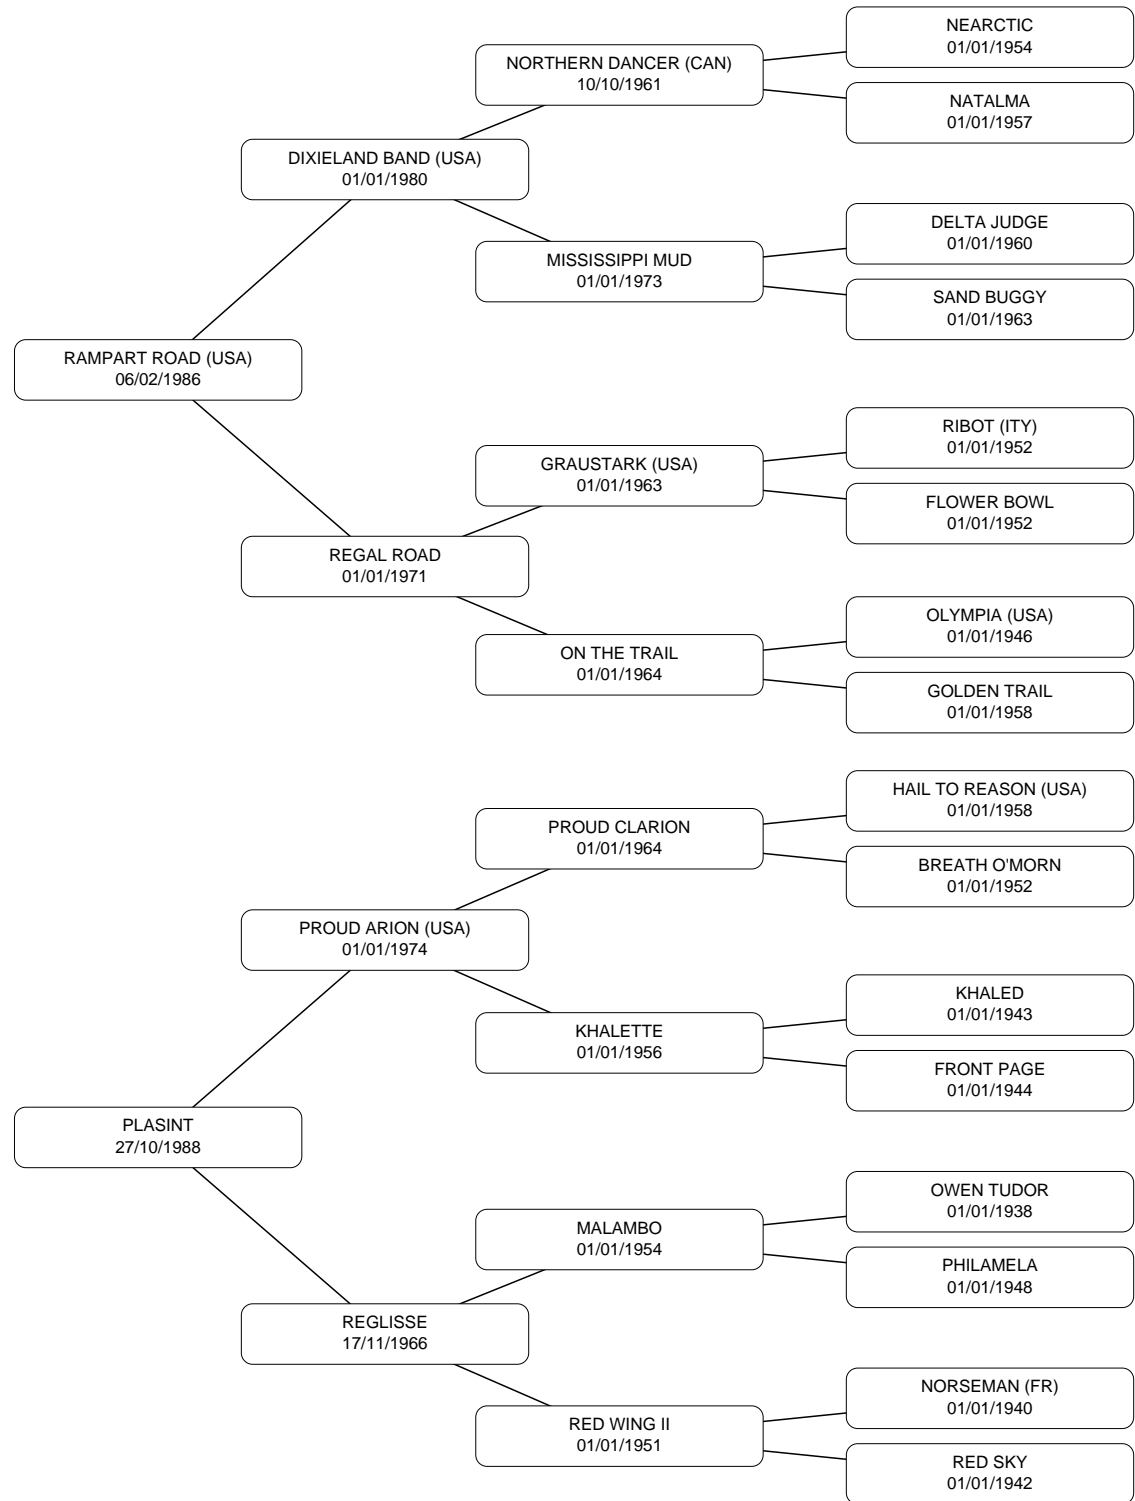 NEARCTIC
01/01/1954
NORTHERN DANCER (CAN)
10/10/1961
NATALMA
01/01/1957
DIXIELAND BAND (USA)
01/01/1980
DELTA JUDGE
01/01/1960
MISSISSIPPI MUD
01/01/1973
SAND BUGGY
01/01/1963
RAMPART ROAD (USA)
06/02/1986
RIBOT (ITY)
01/01/1952
GRAUSTARK (USA)
01/01/1963
FLOWER BOWL
01/01/1952
REGAL ROAD
01/01/1971
OLYMPIA (USA)
01/01/1946
ON THE TRAIL
01/01/1964
GOLDEN TRAIL
01/01/1958
HAIL TO REASON (USA)
01/01/1958
PROUD CLARION
01/01/1964
BREATH O'MORN
01/01/1952
PROUD ARION (USA)
01/01/1974
KHALED
01/01/1943
KHALETTE
01/01/1956
FRONT PAGE
01/01/1944
PLASINT
27/10/1988
OWEN TUDOR
01/01/1938
MALAMBO
01/01/1954
PHILAMELA
01/01/1948
REGLISSE
17/11/1966
NORSEMAN (FR)
01/01/1940
RED WING II
01/01/1951
RED SKY
01/01/1942